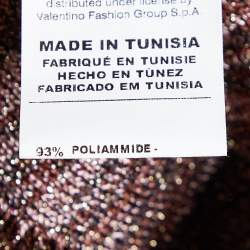 distributed under license by
Valentino Fashion Group S.p.A
MADE IN TUNISIA
FABRIQUÉ EN TUNISIE
HECHO EN TÚNEZ
FABRICADO EM TUNISIA
93% POLIAMMIDE -